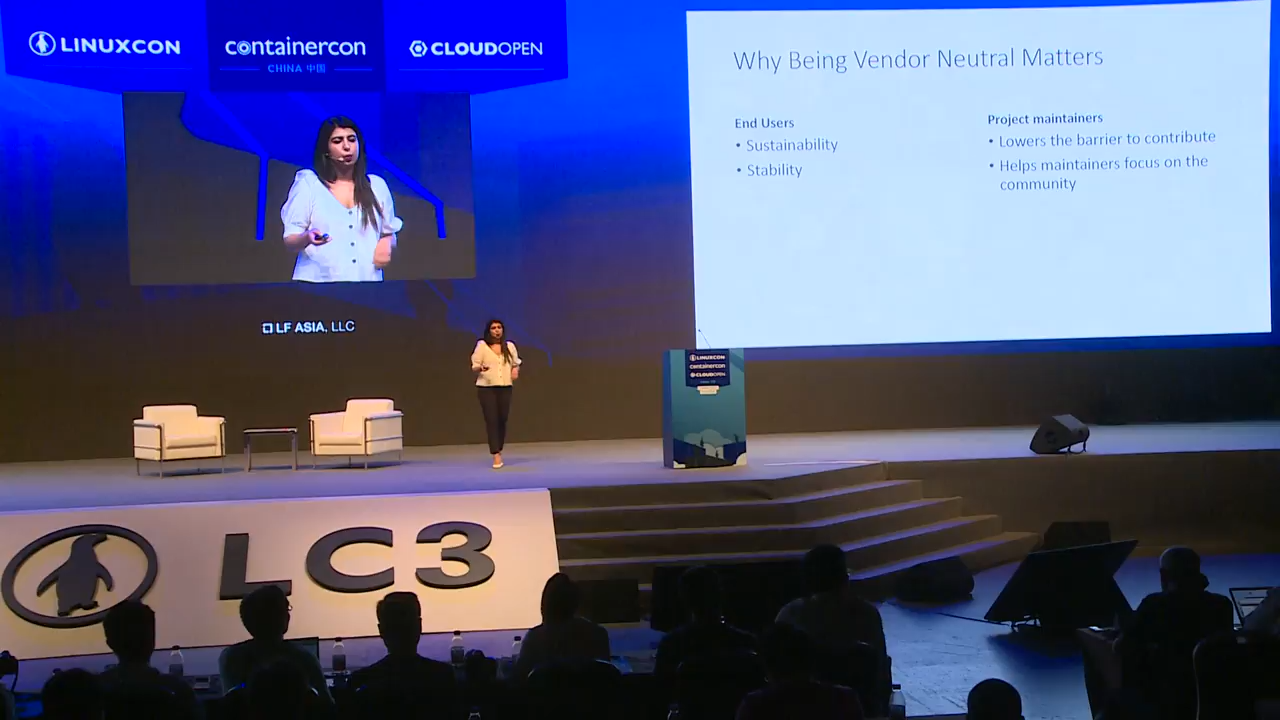 LINUXCON
containercon
CHINA 中国
CLOUDOPEN
Why Being Vendor Neutral Matters
End Users
• Sustainability
• Stability
Project maintainers
• Lowers the barrier to contribute
• Helps maintainers focus on the
community
LF ASIA, LLC
LINUXCON
containercon
CLOUDOPEN
LC3